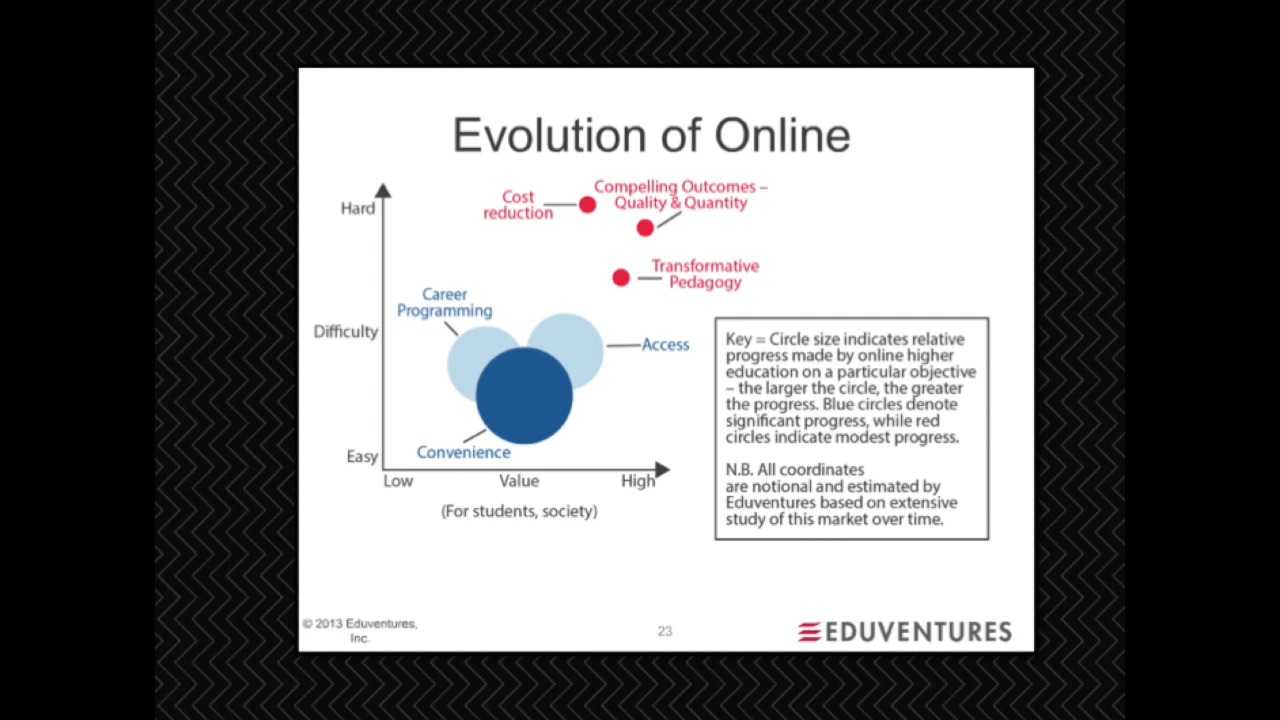 Evolution of Online
Hard
Difficulty
Easy
Cost
reduction
Compelling Outcomes –
Quality & Quantity
Transformative
Pedagogy
Career
Programming
Access
Convenience
Low
Value
High
(For students, society)
Key = Circle size indicates relative
progress made by online higher
education on a particular objective
– the larger the circle, the greater
the progress. Blue circles denote
significant progress, while red
circles indicate modest progress.
N.B. All coordinates
are notional and estimated by
Eduventures based on extensive
study of this market over time.
© 2013 Eduventures,
Inc.
23
EDUVENTURES